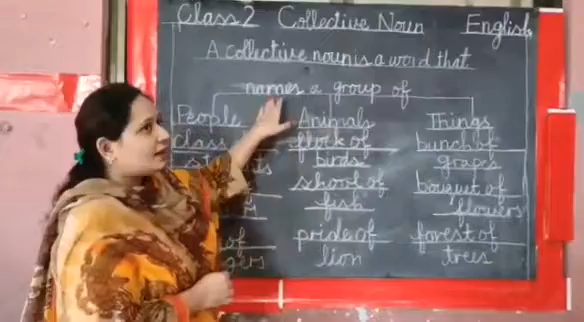 Class 2 Collective Noun English
A collective noun is a word that
names a group of
People Animals Things
class flock of bunch of
birds grapes
school of bouquet of
fish flowers
of pride of forest of
lion trees